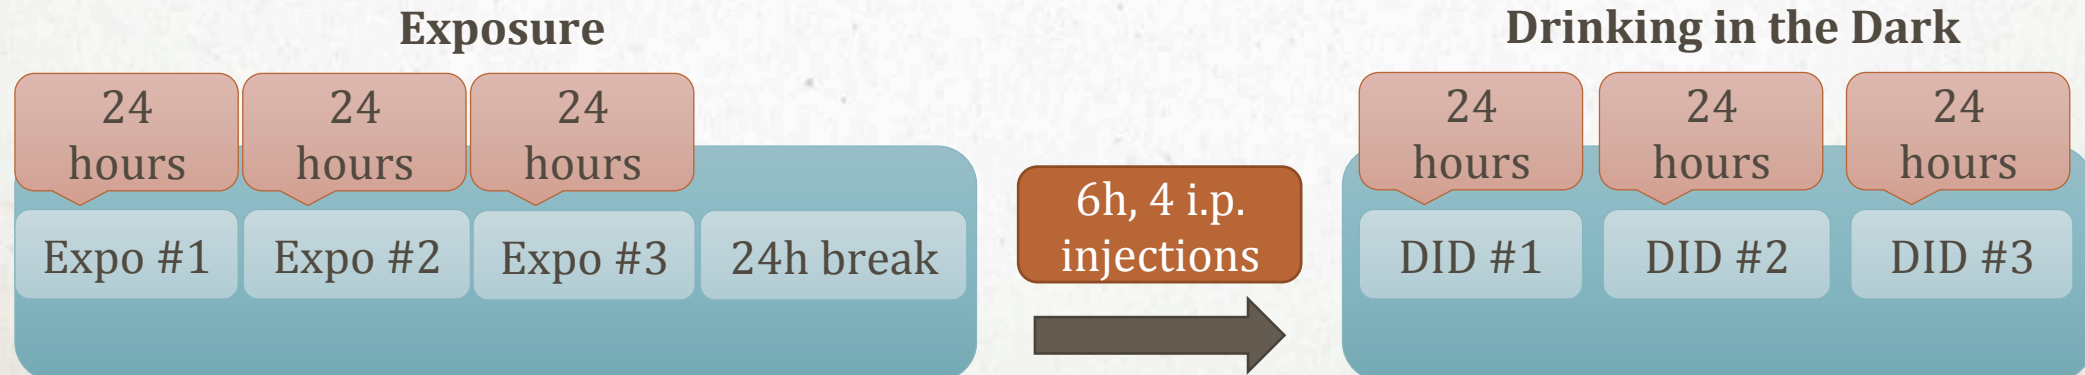 Exposure
24
hours
24
hours
24
hours
Expo #1
Expo #2
Expo #3
24h break
6h, 4 i.p.
injections
Drinking in the Dark
24
hours
24
hours
24
hours
DID #1
DID #2
DID #3